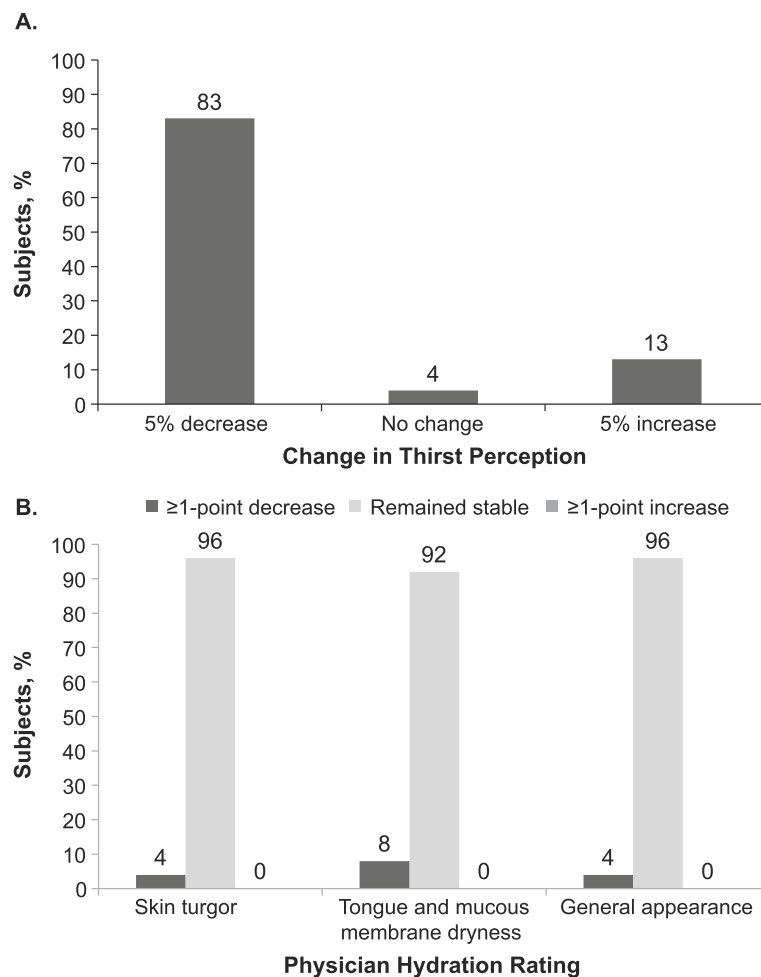 A.
100
90
80
70
60
50
40
30
20
10
0
Subjects, %
83
4
13
5% decrease
No change
5% increase
Change in Thirst Perception
B.
≥1-point decrease
Remained stable
≥1-point increase
100
90
80
70
60
50
40
30
20
10
0
Subjects, %
4
96
0
8
92
0
4
96
0
Skin turgor
Tongue and mucous
membrane dryness
General appearance
Physician Hydration Rating